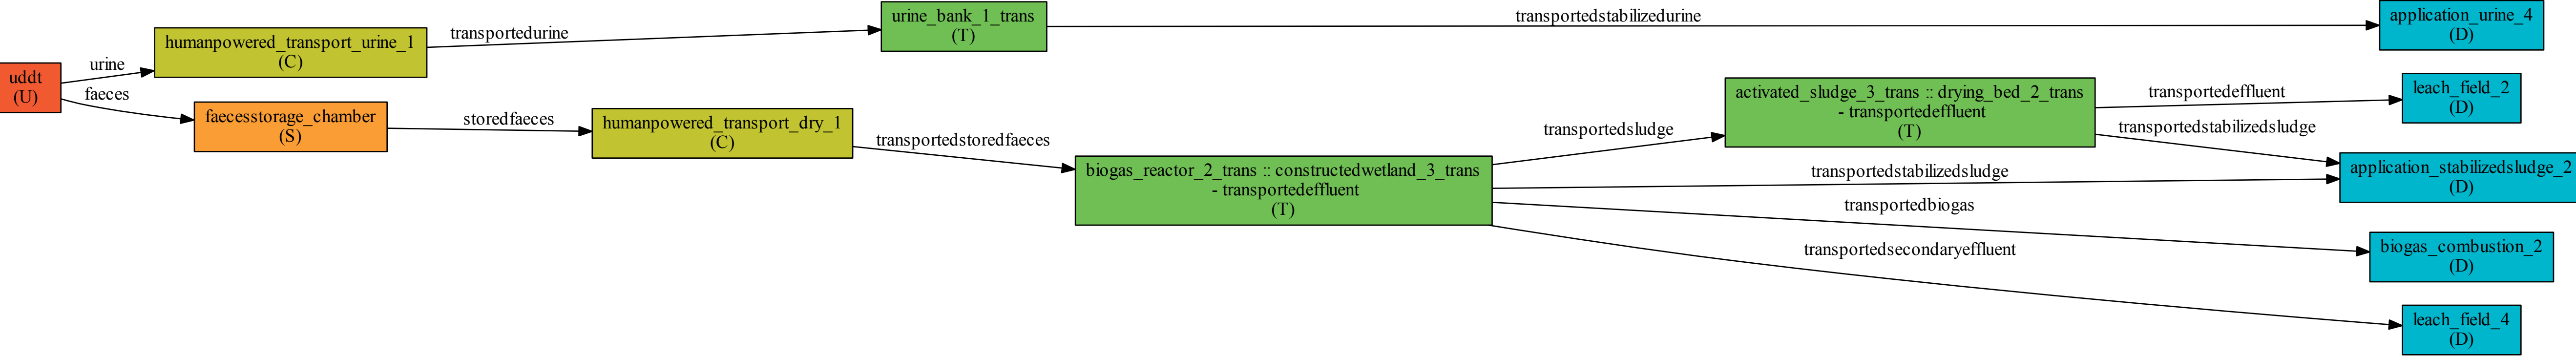 uddt
(U)
urine
faeces
humanpowered_transport_urine_1
(C)
transportedurine
urine_bank_1_trans
(T)
transportedstabilizedurine
application_urine_4
(D)
faecesstorage_chamber
(S)
storedfaeces
humanpowered_transport_dry_1
(C)
transportedstoredfaeces
biogas_reactor_2_trans :: constructedwetland_3_trans
- transportedeffluent
(T)
transportedsludge
activated_sludge_3_trans :: drying_bed_2_trans
- transportedeffluent
(T)
transportedeffluent
leach_field_2
(D)
transportedstabilizedsludge
transportedstabilizedsludge
application_stabilizedsludge_2
(D)
transportedbiogas
biogas_combustion_2
(D)
transportedsecondaryeffluent
leach_field_4
(D)